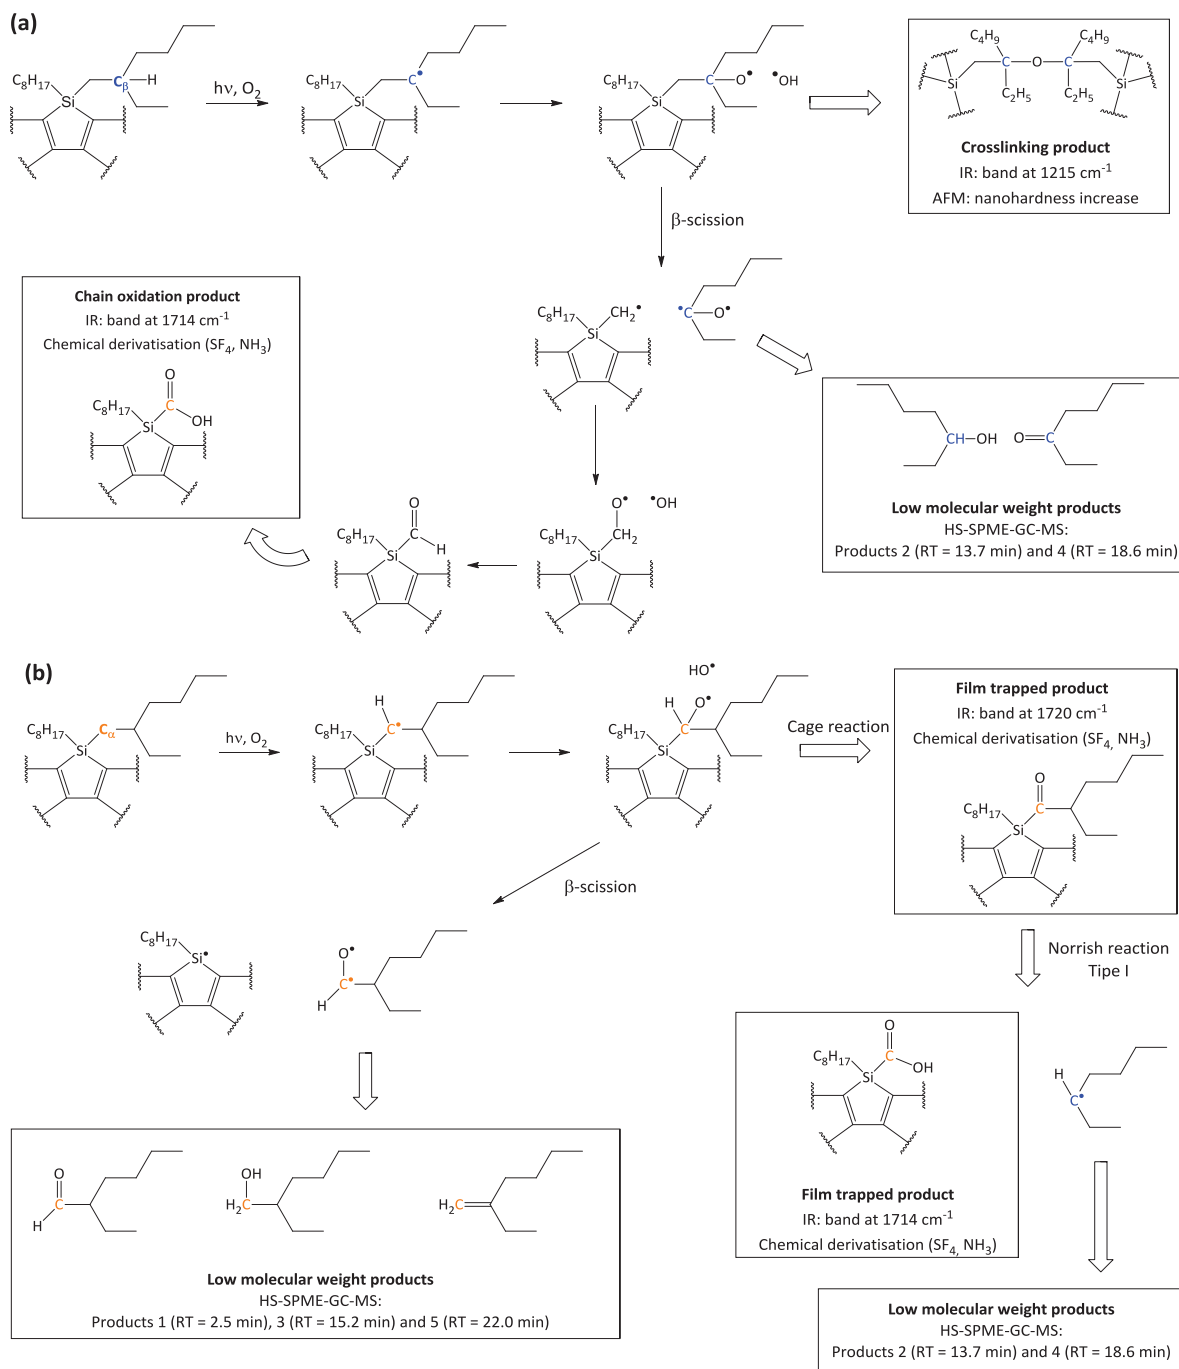 (a)
C₈H₁₇
Si
Cβ
H
hν, O₂
C₈H₁₇
Si
C•
C₈H₁₇
Si
C
O•
•OH
C₄H₉
C₄H₉
Si
O
Si
C₂H₅
C₂H₅
Crosslinking product
IR: band at 1215 cm⁻¹
AFM: nanohardness increase
β-scission
Chain oxidation product
IR: band at 1714 cm⁻¹
Chemical derivatisation (SF₄, NH₃)
O
C₈H₁₇
C
OH
Si
C₈H₁₇
CH₂•
Si
•C
O•
CH
OH
O
C
Low molecular weight products
HS-SPME-GC-MS:
Products 2 (RT = 13.7 min) and 4 (RT = 18.6 min)
O
C₈H₁₇
C
H
Si
O•
•OH
C₈H₁₇
CH₂
Si
(b)
C₈H₁₇
Cα
Si
hν, O₂
H
C₈H₁₇
C•
Si
HO•
H
O•
C₈H₁₇
C
Si
Cage reaction
Film trapped product
IR: band at 1720 cm⁻¹
Chemical derivatisation (SF₄, NH₃)
O
C₈H₁₇
C
Si
β-scission
C₈H₁₇
Si•
O•
C•
H
Norrish reaction
Tipe I
O
C₈H₁₇
C
OH
Si
Film trapped product
IR: band at 1714 cm⁻¹
Chemical derivatisation (SF₄, NH₃)
H
C•
O
C
H
OH
H₂C
H₂C
Low molecular weight products
HS-SPME-GC-MS:
Products 1 (RT = 2.5 min), 3 (RT = 15.2 min) and 5 (RT = 22.0 min)
Low molecular weight products
HS-SPME-GC-MS:
Products 2 (RT = 13.7 min) and 4 (RT = 18.6 min)